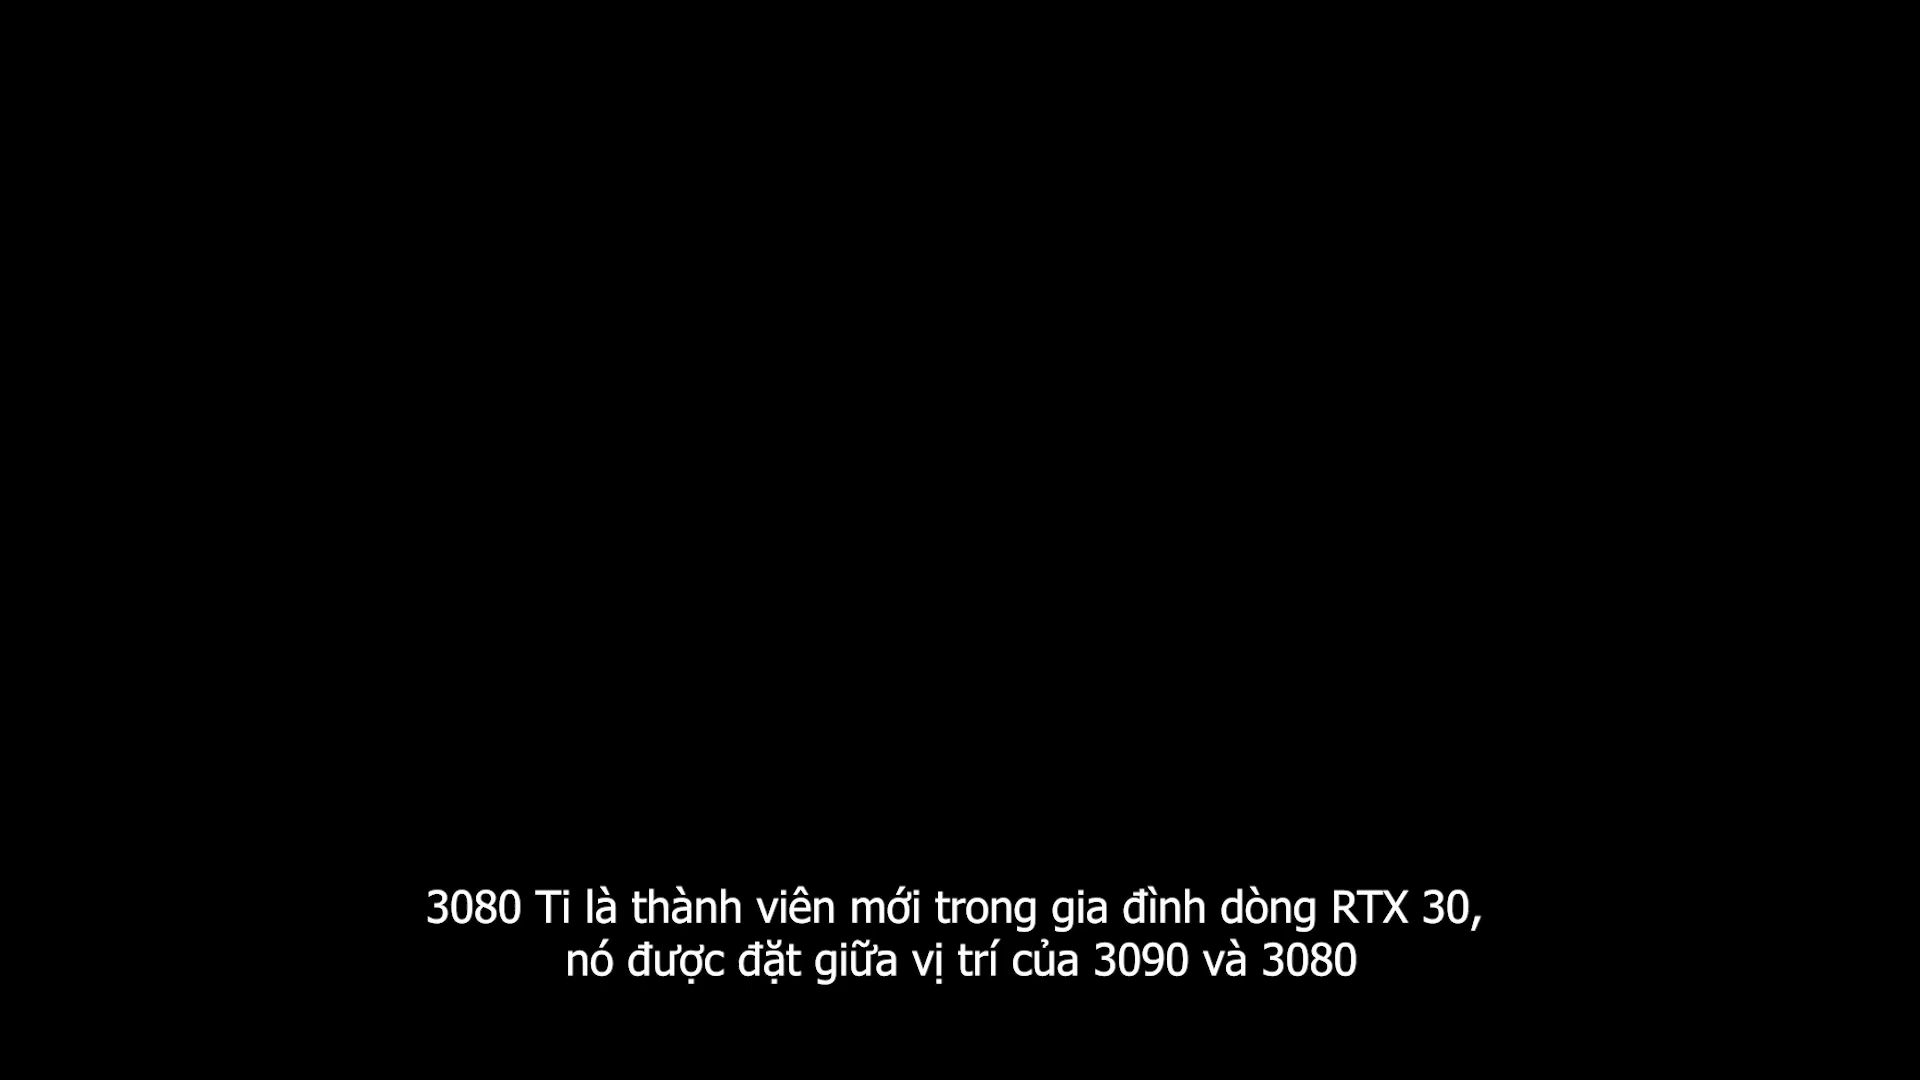 3080 Ti là thành viên mới trong gia đình dòng RTX 30,
nó được đặt giữa vị trí của 3090 và 3080